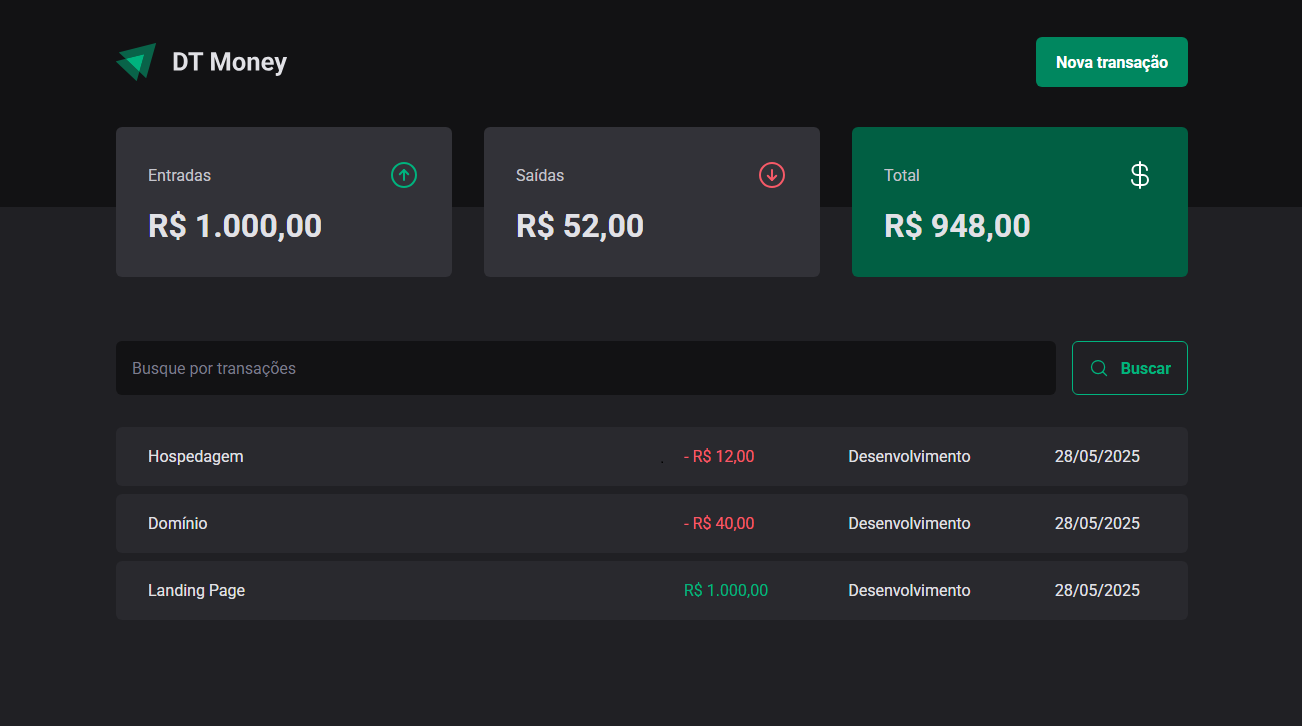 DT Money
Nova transação
Entradas
R$ 1.000,00
Saídas
R$ 52,00
Total
$
R$ 948,00
Busque por transações
Buscar
Hospedagem - R$ 12,00 Desenvolvimento 28/05/2025
Domínio - R$ 40,00 Desenvolvimento 28/05/2025
Landing Page R$ 1.000,00 Desenvolvimento 28/05/2025